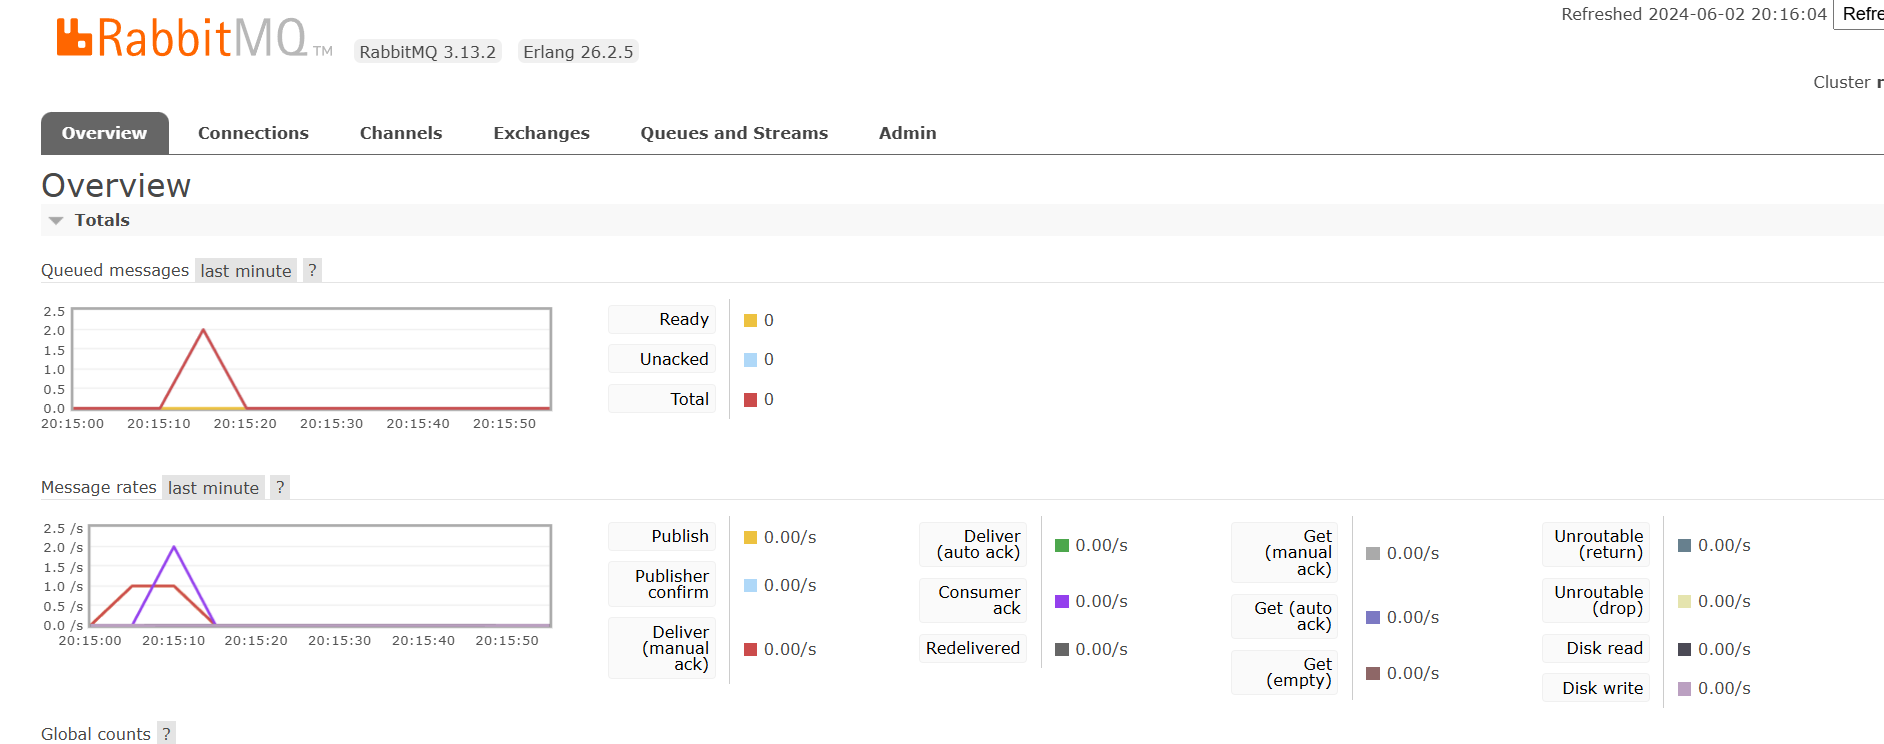 Refreshed 2024-06-02 20:16:04 Refre
RabbitMQ TM RabbitMQ 3.13.2 Erlang 26.2.5
Cluster r
Overview Connections Channels Exchanges Queues and Streams Admin
Overview
Totals
Queued messages last minute ?
2.5
2.0
1.5
1.0
0.5
0.0
20:15:00 20:15:10 20:15:20 20:15:30 20:15:40 20:15:50
Ready 0
Unacked 0
Total 0
Message rates last minute ?
2.5 /s
2.0 /s
1.5 /s
1.0 /s
0.5 /s
0.0 /s
20:15:00 20:15:10 20:15:20 20:15:30 20:15:40 20:15:50
Publish 0.00/s
Publisher
confirm 0.00/s
Deliver
(manual
ack) 0.00/s
Deliver
(auto ack) 0.00/s
Consumer
ack 0.00/s
Redelivered 0.00/s
Get
(manual
ack) 0.00/s
Get (auto
ack) 0.00/s
Get
(empty) 0.00/s
Unroutable
(return) 0.00/s
Unroutable
(drop) 0.00/s
Disk read 0.00/s
Disk write 0.00/s
Global counts ?